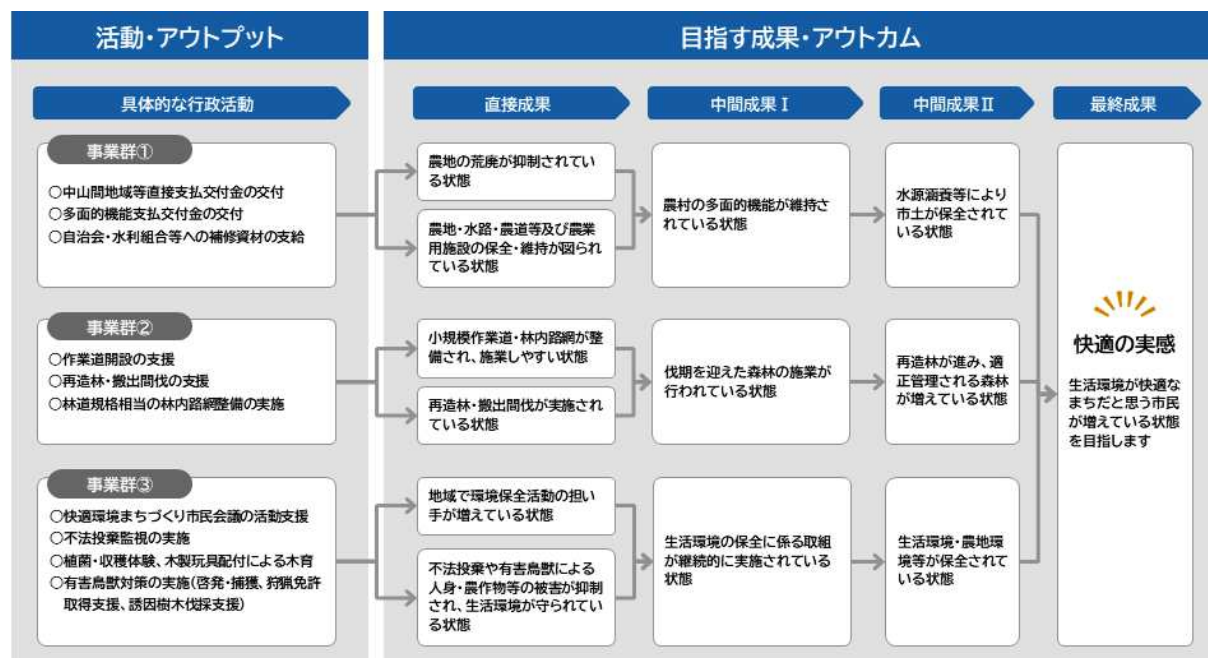 活動・アウトプット
目指す成果・アウトカム
具体的な行政活動
直接成果
中間成果Ⅰ
中間成果Ⅱ
最終成果
事業群①
○中山間地域等直接支払交付金の交付
○多面的機能支払交付金の交付
○自治会・水利組合等への補修資材の支給
農地の荒廃が抑制されてい
る状態
農地・水路・農道等及び農業
用施設の保全・維持が図られ
ている状態
農村の多面的機能が維持さ
れている状態
水源涵養等により
市土が保全されて
いる状態
事業群②
○作業道開設の支援
○再造林・搬出間伐の支援
○林道規格相当の林内路網整備の実施
小規模作業道・林内路網が整
備され、施業しやすい状態
再造林・搬出間伐が実施され
ている状態
伐期を迎えた森林の施業が
行われている状態
再造林が進み、適
正管理される森林
が増えている状態
事業群③
○快適環境まちづくり市民会議の活動支援
○不法投棄監視の実施
○植菌・収穫体験、木製玩具配付による木育
○有害鳥獣対策の実施(啓発・捕獲、狩猟免許
取得支援、誘因樹木伐採支援)
地域で環境保全活動の担い
手が増えている状態
不法投棄や有害鳥獣による
人身・農作物等の被害が抑制
され、生活環境が守られてい
る状態
生活環境の保全に係る取組
が継続的に実施されている
状態
生活環境・農地環
境等が保全されて
いる状態
快適の実感
生活環境が快適な
まちだと思う市民
が増えている状態
を目指します